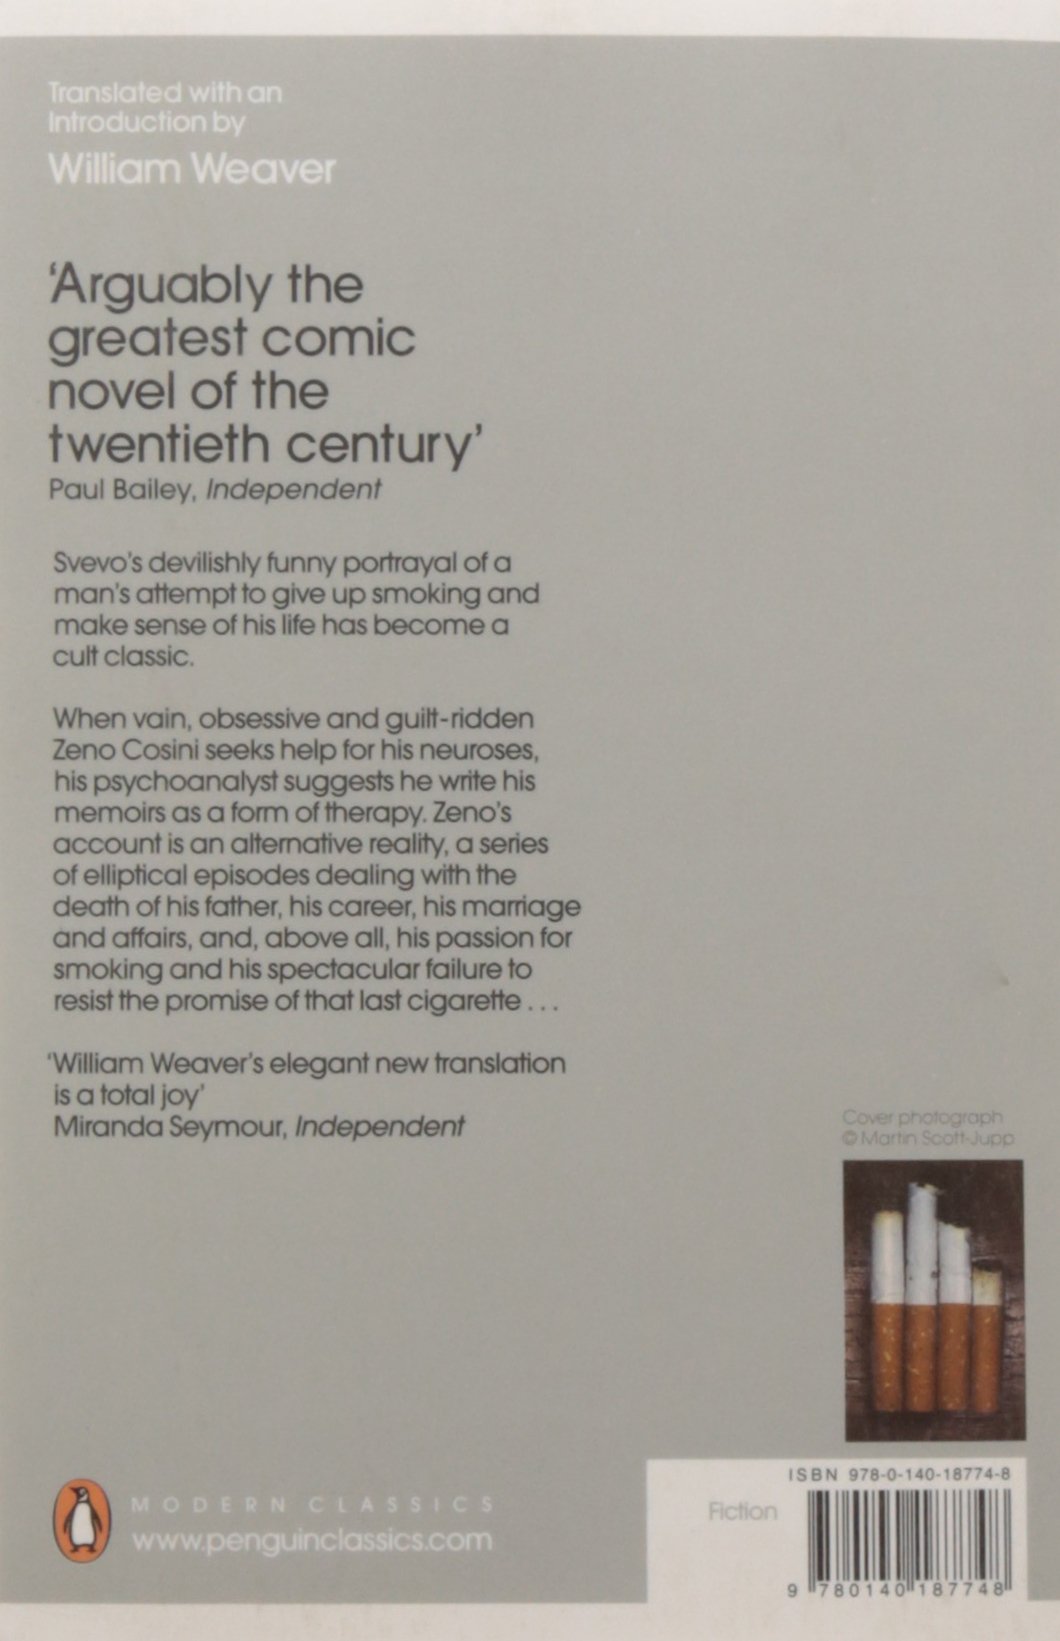 Translated with an
Introduction by
William Weaver
‘Arguably the
greatest comic
novel of the
twentieth century’
Paul Bailey, Independent
Svevo’s devilishly funny portrayal of a
man’s attempt to give up smoking and
make sense of his life has become a
cult classic.
When vain, obsessive and guilt-ridden
Zeno Cosini seeks help for his neuroses,
his psychoanalyst suggests he write his
memoirs as a form of therapy. Zeno’s
account is an alternative reality, a series
of elliptical episodes dealing with the
death of his father, his career, his marriage
and affairs, and, above all, his passion for
smoking and his spectacular failure to
resist the promise of that last cigarette . . .
‘William Weaver’s elegant new translation
is a total joy’
Miranda Seymour, Independent
Cover photograph
© Martin Scott-Jupp
MODERN CLASSICS
www.penguinclassics.com
Fiction
ISBN 978-0-140-18774-8
9 780140 187748